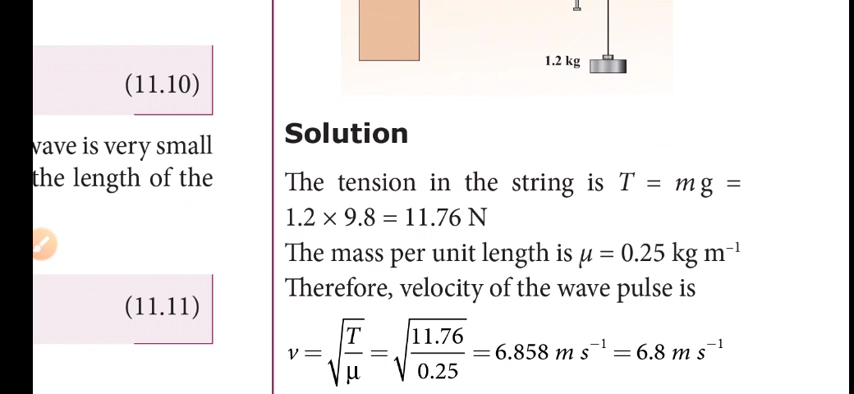 (11.10)
wave is very small
the length of the
(11.11)
1.2 kg
Solution
The tension in the string is T = mg =
1.2 × 9.8 = 11.76 N
The mass per unit length is μ = 0.25 kg m⁻¹
Therefore, velocity of the wave pulse is
v = √(T/μ) = √(11.76/0.25) = 6.858 m s⁻¹ = 6.8 m s⁻¹